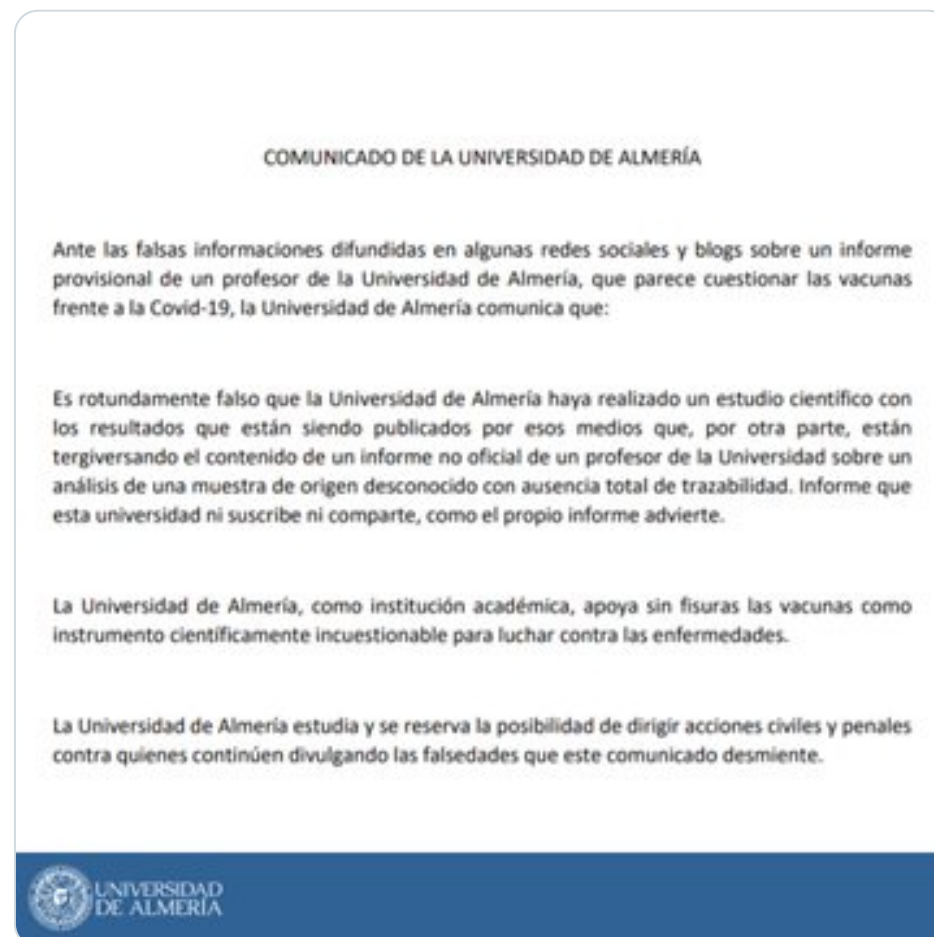 COMUNICADO DE LA UNIVERSIDAD DE ALMERÍA
Ante las falsas informaciones difundidas en algunas redes sociales y blogs sobre un informe
provisional de un profesor de la Universidad de Almería, que parece cuestionar las vacunas
frente a la Covid-19, la Universidad de Almería comunica que:
Es rotundamente falso que la Universidad de Almería haya realizado un estudio científico con
los resultados que están siendo publicados por esos medios que, por otra parte, están
tergiversando el contenido de un informe no oficial de un profesor de la Universidad sobre un
análisis de una muestra de origen desconocido con ausencia total de trazabilidad. Informe que
esta universidad ni suscribe ni comparte, como el propio informe advierte.
La Universidad de Almería, como institución académica, apoya sin fisuras las vacunas como
instrumento científicamente incuestionable para luchar contra las enfermedades.
La Universidad de Almería estudia y se reserva la posibilidad de dirigir acciones civiles y penales
contra quienes continúen divulgando las falsedades que este comunicado desmiente.
UNIVERSIDAD
DE ALMERÍA